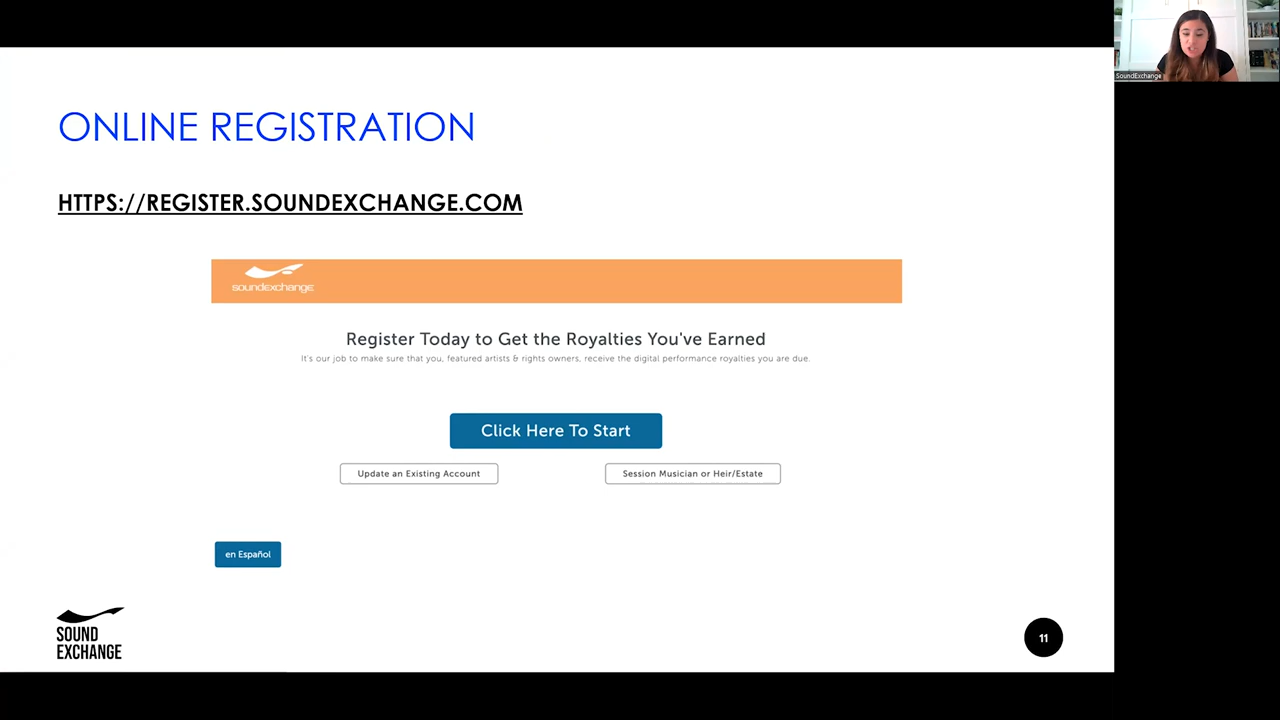 SoundExchange
ONLINE REGISTRATION
HTTPS://REGISTER.SOUNDEXCHANGE.COM
soundexchange
Register Today to Get the Royalties You've Earned
It's our job to make sure that you, featured artists & rights owners, receive the digital performance royalties you are due.
Click Here To Start
Update an Existing Account
Session Musician or Heir/Estate
en Español
SOUND
EXCHANGE
11